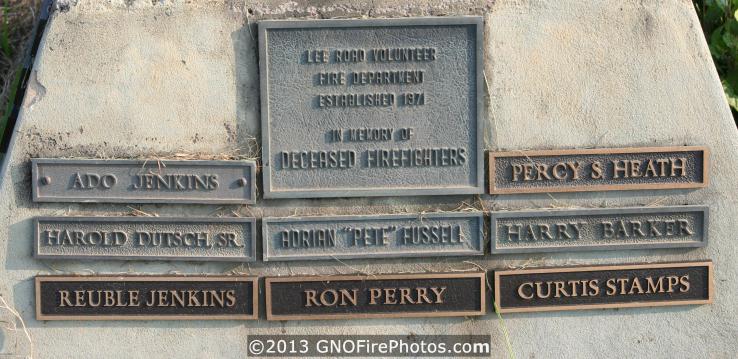 LEE ROAD VOLUNTEER
FIRE DEPARTMENT
ESTABLISHED 1971
IN MEMORY OF
DECEASED FIREFIGHTERS
ADO JENKINS
PERCY S. HEATH
HAROLD DUTSCH, SR.
ADRIAN "PETE" FUSSELL
HARRY BARKER
REUBLE JENKINS
RON PERRY
CURTIS STAMPS
©2013 GNOFirePhotos.com